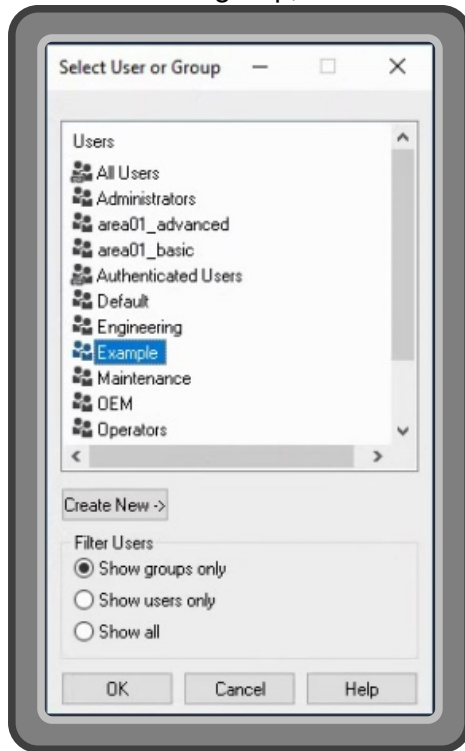 Select User or Group
Users
All Users
Administrators
area01_advanced
area01_basic
Authenticated Users
Default
Engineering
Example
Maintenance
OEM
Operators
Create New ->
Filter Users
Show groups only
Show users only
Show all
OK Cancel Help